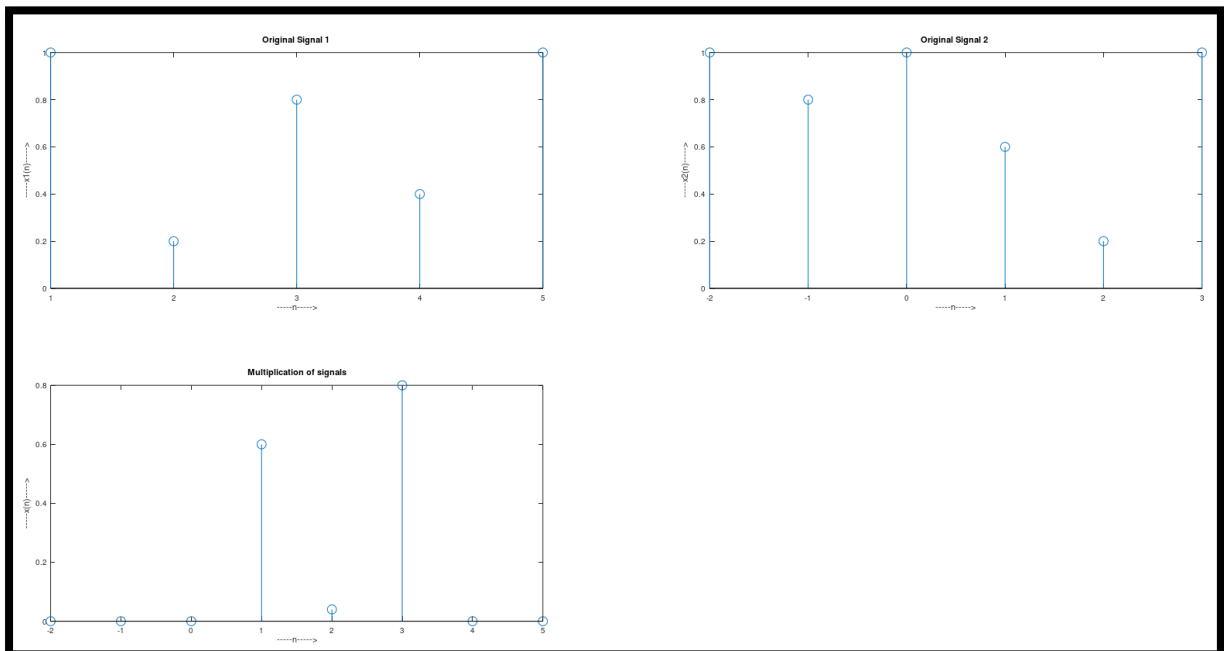 Original Signal 1
1
0.8
0.6
0.4
0.2
0
-----x1(n)----->
1 2 3 4 5
-----n----->
Original Signal 2
1
0.8
0.6
0.4
0.2
0
-----x2(n)----->
-2 -1 0 1 2 3
-----n----->
Multiplication of signals
0.8
0.6
0.4
0.2
0
-----x(n)----->
-2 -1 0 1 2 3 4 5
-----n----->